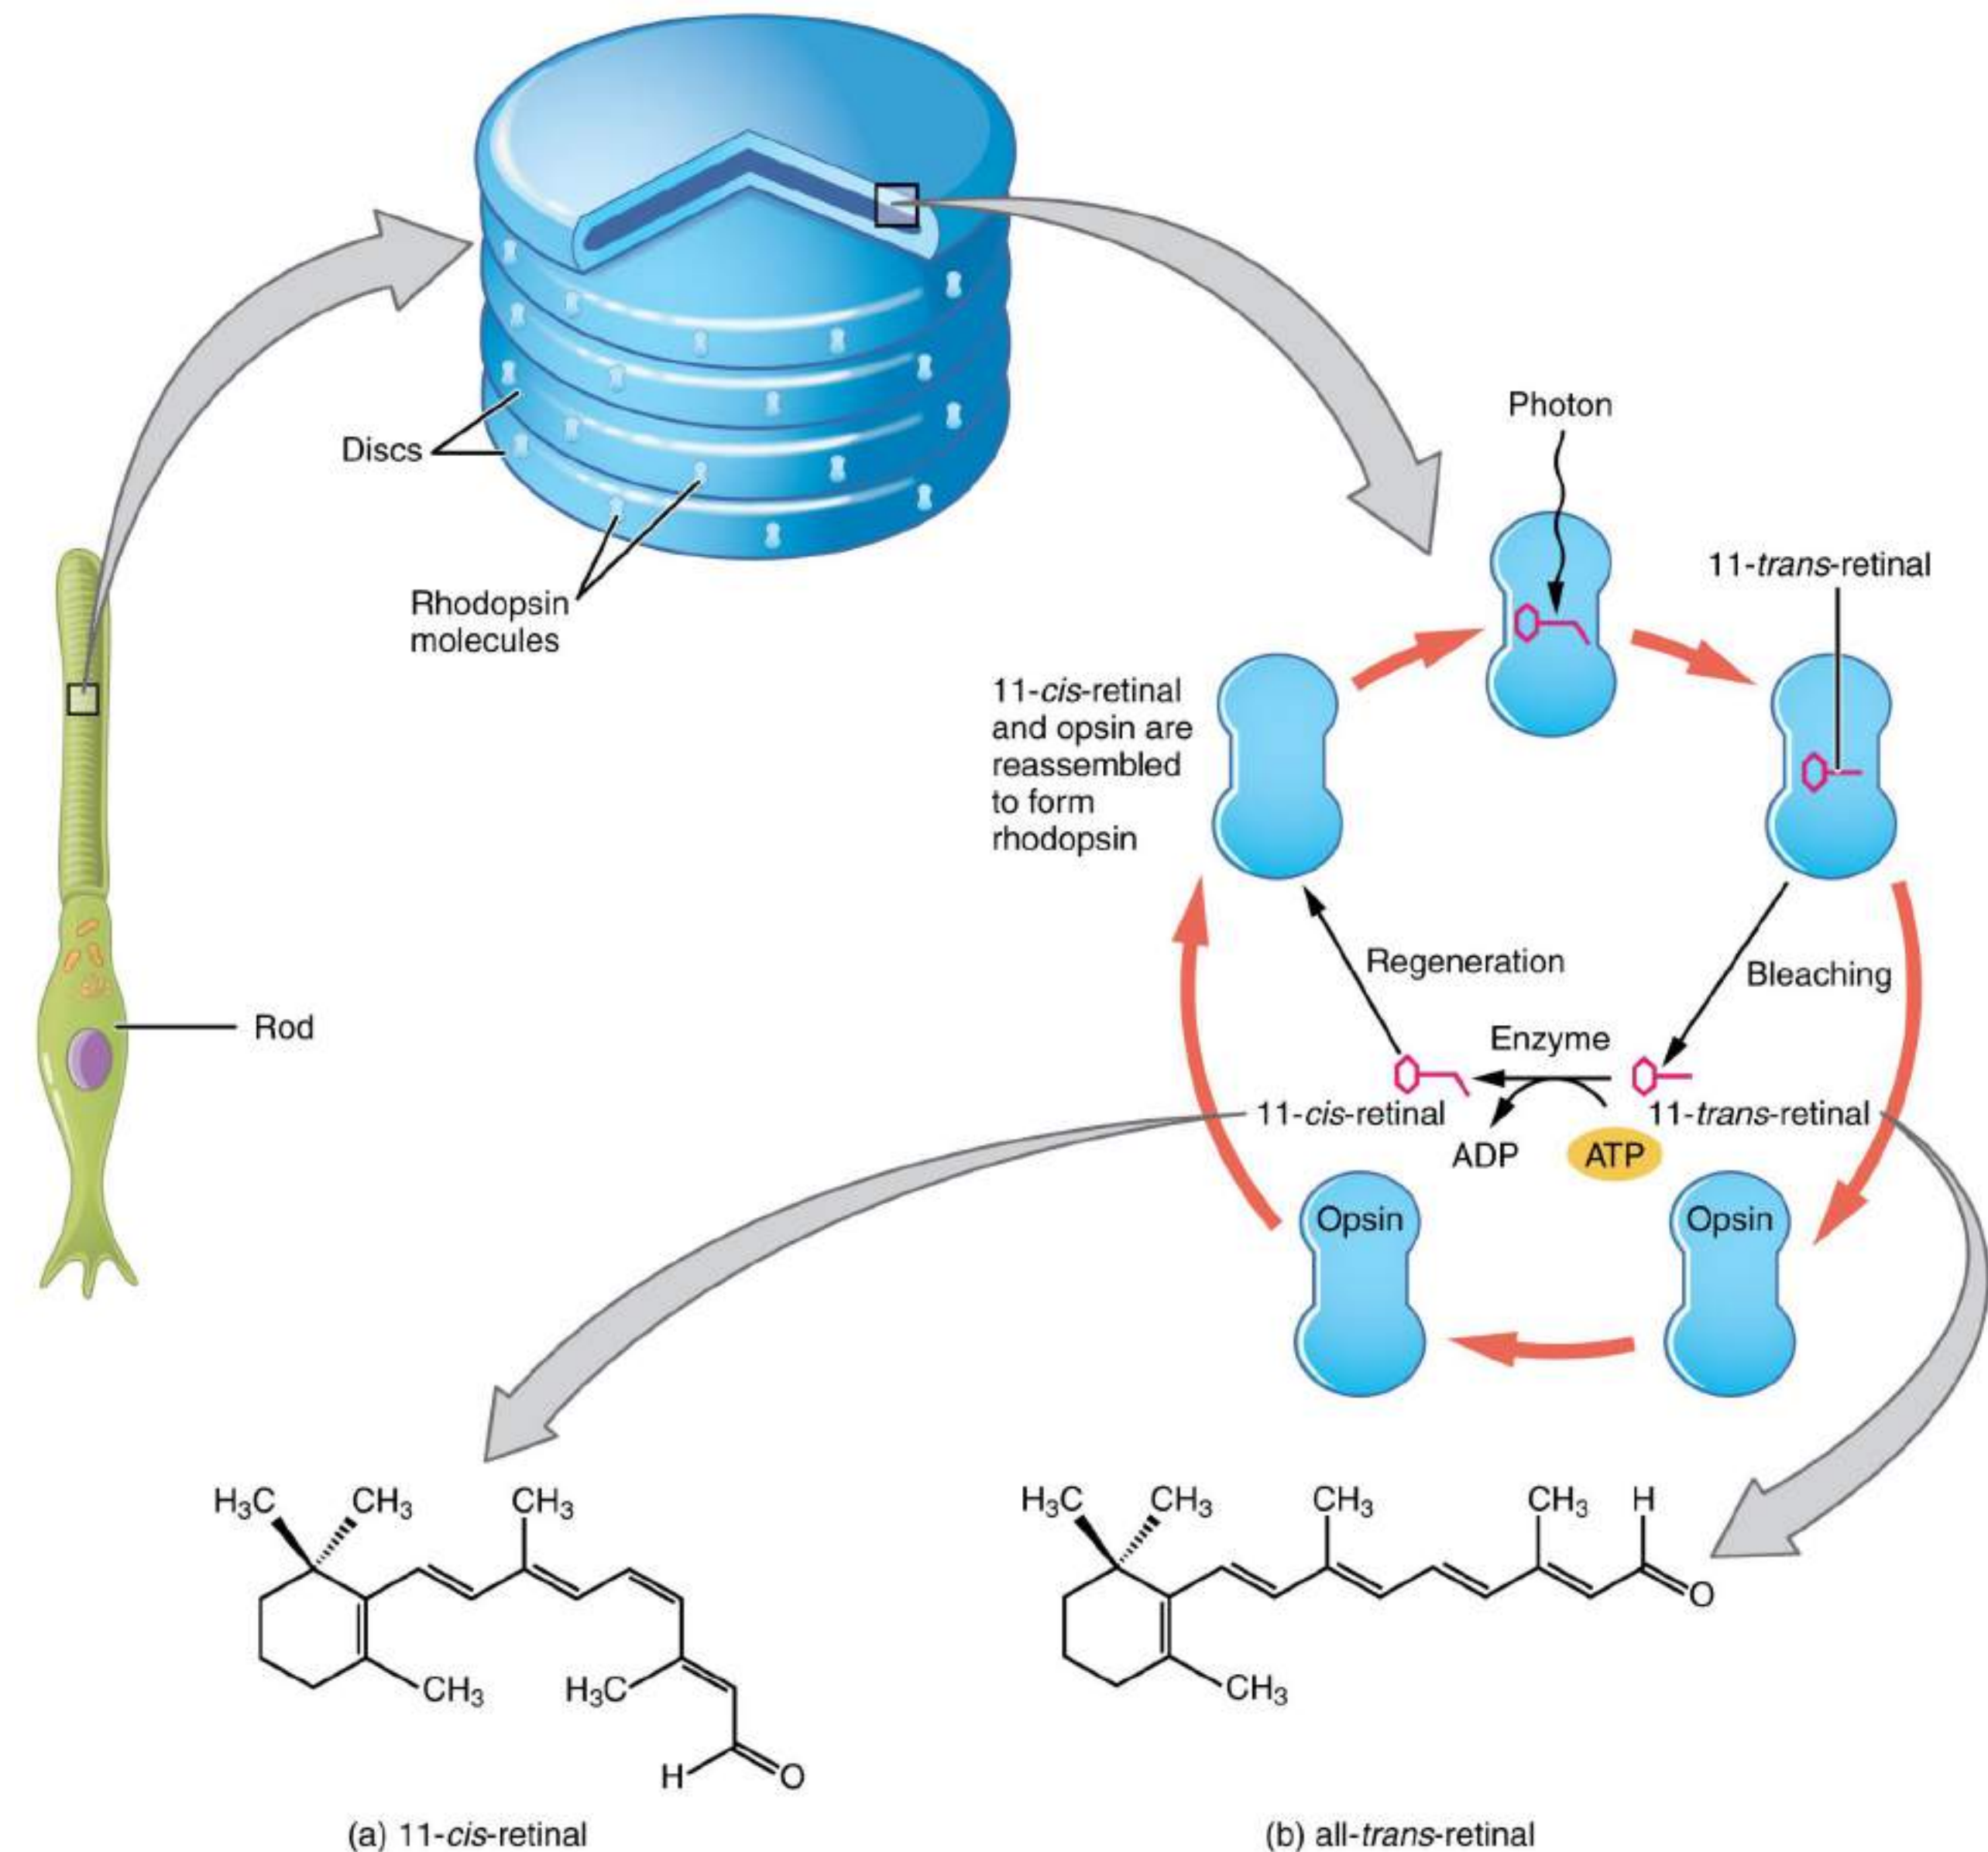 Photon
Discs
11-trans-retinal
Rhodopsin
molecules
11-cis-retinal
and opsin are
reassembled
to form
rhodopsin
Regeneration
Bleaching
Rod
Enzyme
11-cis-retinal
11-trans-retinal
ADP
ATP
Opsin
Opsin
H₃C
CH₃
CH₃
CH₃
H₃C
H
O
H₃C
CH₃
CH₃
CH₃
H
O
CH₃
(a) 11-cis-retinal
(b) all-trans-retinal